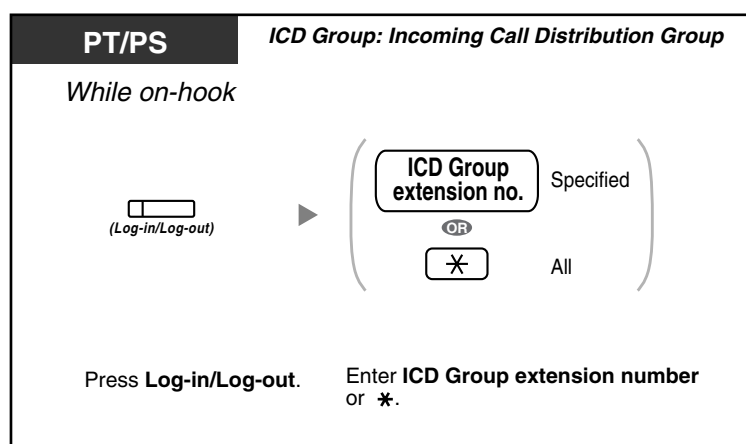 PT/PS
ICD Group: Incoming Call Distribution Group
While on-hook
(Log-in/Log-out)
ICD Group
extension no.
Specified
OR
*
All
Press Log-in/Log-out.
Enter ICD Group extension number
or *.